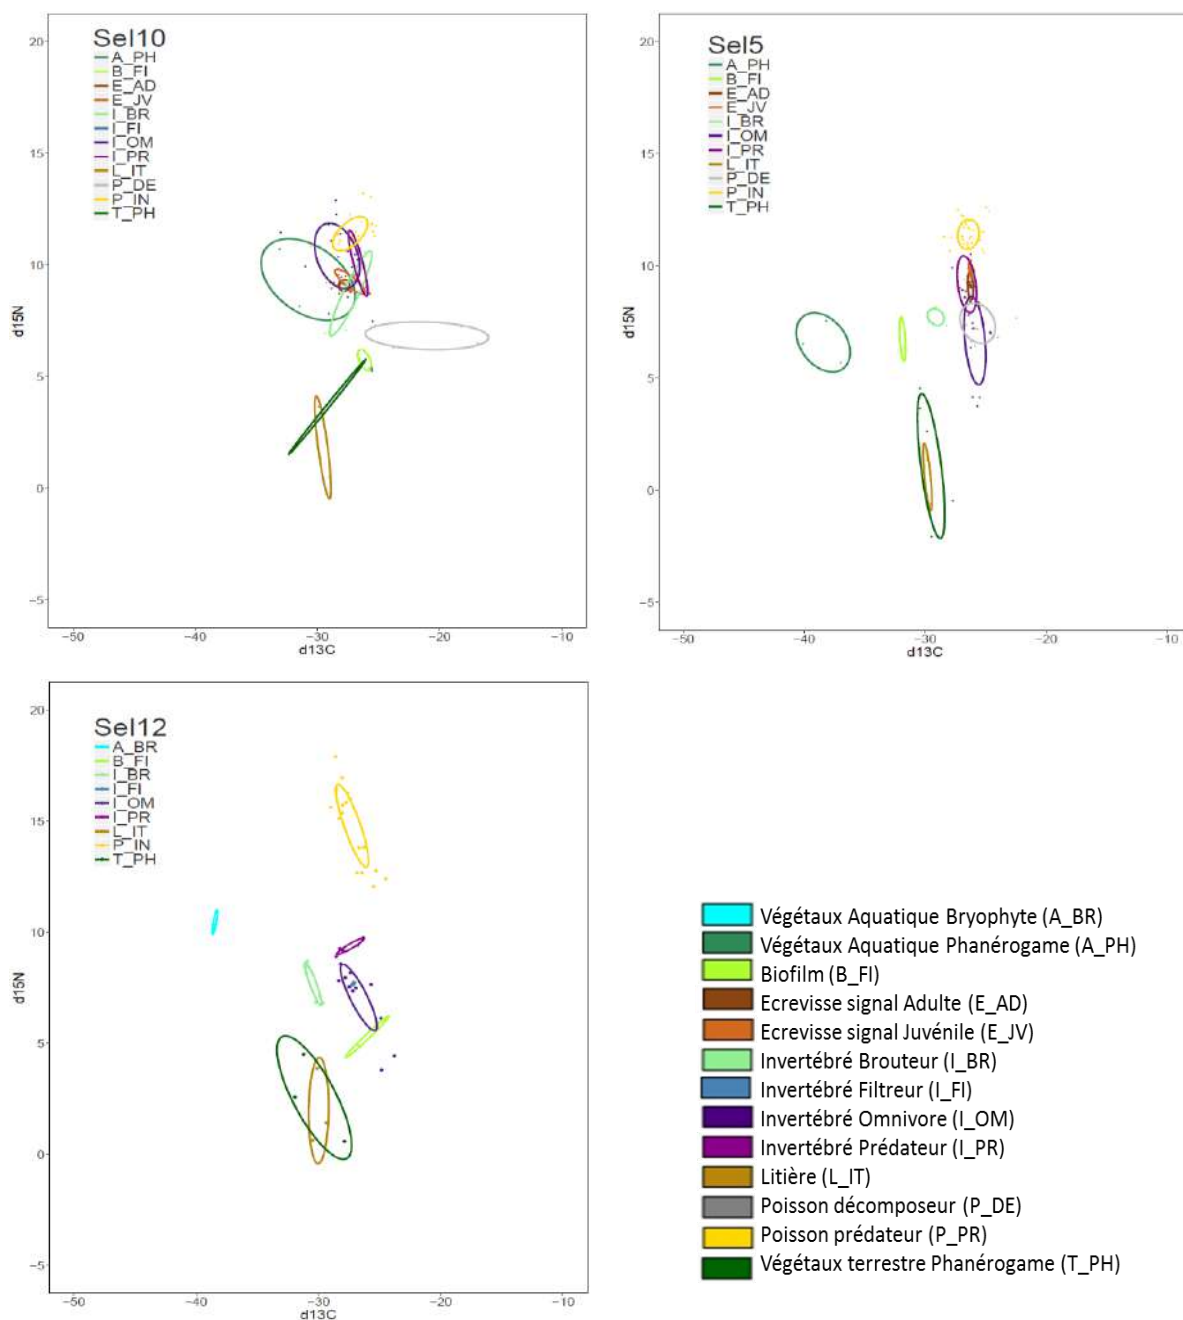 Sel10
A_PH
B_FI
E_AD
E_JV
I_BR
I_FI
I_OM
I_PR
L_IT
P_DE
P_IN
T_PH
20
15
10
5
0
−5
d15N
−50
−40
−30
−20
−10
d13C
Sel5
A_PH
B_FI
E_AD
E_JV
I_BR
I_OM
I_PR
L_IT
P_DE
P_IN
T_PH
20
15
10
5
0
−5
d15N
−50
−40
−30
−20
−10
d13C
Sel12
A_BR
B_FI
I_BR
I_FI
I_OM
I_PR
L_IT
P_IN
T_PH
20
15
10
5
0
−5
d15N
−50
−40
−30
−20
−10
d13C
Végétaux Aquatique Bryophyte (A_BR)
Végétaux Aquatique Phanérogame (A_PH)
Biofilm (B_FI)
Ecrevisse signal Adulte (E_AD)
Ecrevisse signal Juvénile (E_JV)
Invertébré Brouteur (I_BR)
Invertébré Filtreur (I_FI)
Invertébré Omnivore (I_OM)
Invertébré Prédateur (I_PR)
Litière (L_IT)
Poisson décomposeur (P_DE)
Poisson prédateur (P_PR)
Végétaux terrestre Phanérogame (T_PH)